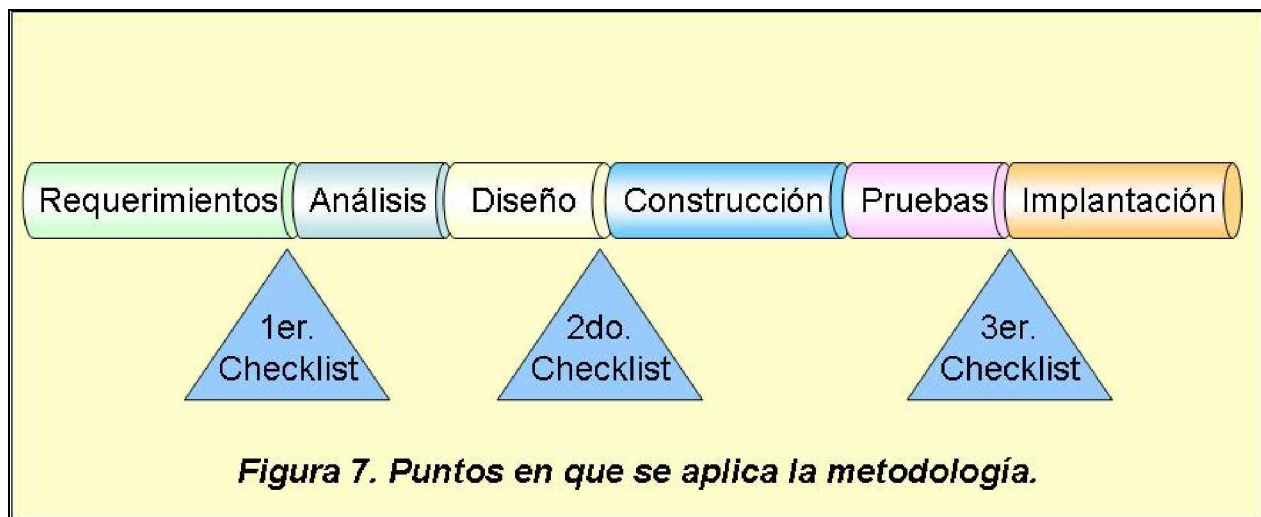 Requerimientos Análisis Diseño Construcción Pruebas Implantación
1er.
Checklist
2do.
Checklist
3er.
Checklist
Figura 7. Puntos en que se aplica la metodología.